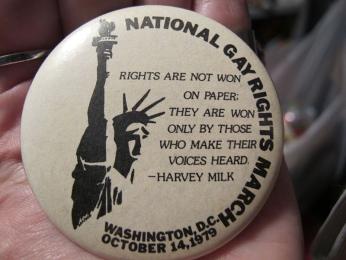 NATIONAL GAY RIGHTS MARCH
RIGHTS ARE NOT WON
ON PAPER;
THEY ARE WON
ONLY BY THOSE
WHO MAKE THEIR
VOICES HEARD.
-HARVEY MILK
WASHINGTON, D.C.
OCTOBER 14, 1979